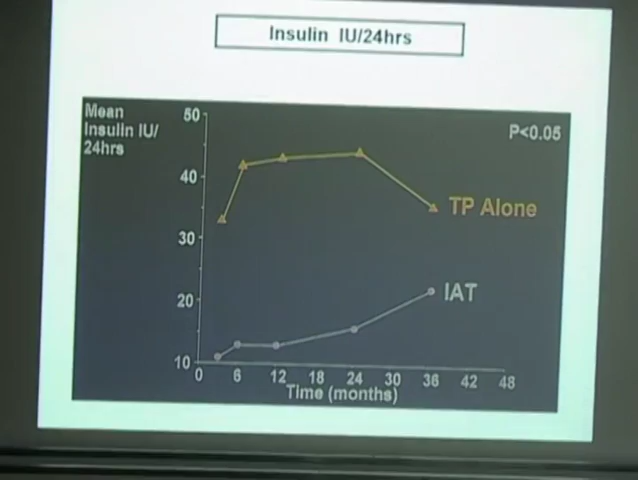 Insulin IU/24hrs
Mean
Insulin IU/
24hrs
P<0.05
50
40
30
20
10
TP Alone
IAT
0 6 12 18 24 30 36 42 48
Time (months)